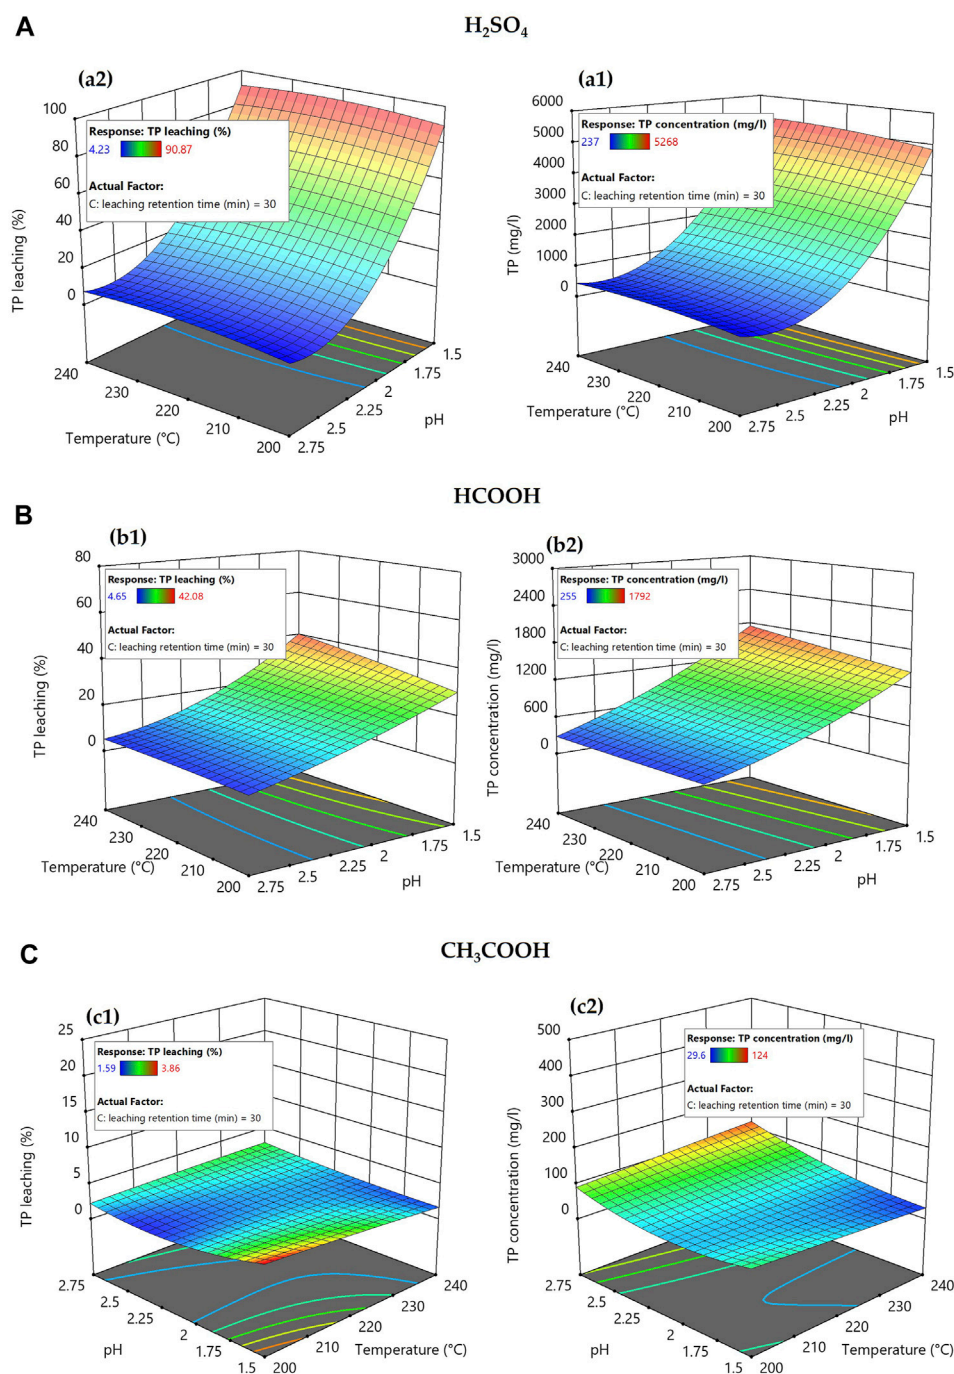 A
H₂SO₄
(a2)
Response: TP leaching (%)
4.23 90.87
Actual Factor:
C: leaching retention time (min) = 30
TP leaching (%)
100
80
60
40
20
0
240
230
220
210
200
Temperature (°C)
2.75
2.5
2.25
2
1.75
1.5
pH
(a1)
Response: TP concentration (mg/l)
237 5268
Actual Factor:
C: leaching retention time (min) = 30
TP (mg/l)
6000
5000
4000
3000
2000
1000
0
240
230
220
210
200
Temperature (°C)
2.75
2.5
2.25
2
1.75
1.5
pH
B
HCOOH
(b1)
Response: TP leaching (%)
4.65 42.08
Actual Factor:
C: leaching retention time (min) = 30
TP leaching (%)
80
60
40
20
0
240
230
220
210
200
Temperature (°C)
2.75
2.5
2.25
2
1.75
1.5
pH
(b2)
Response: TP concentration (mg/l)
255 1792
Actual Factor:
C: leaching retention time (min) = 30
TP concentration (mg/l)
3000
2400
1800
1200
600
0
240
230
220
210
200
Temperature (°C)
2.75
2.5
2.25
2
1.75
1.5
pH
C
CH₃COOH
(c1)
Response: TP leaching (%)
1.59 3.86
Actual Factor:
C: leaching retention time (min) = 30
TP leaching (%)
25
20
15
10
5
0
2.75
2.5
2.25
2
1.75
1.5
pH
200
210
220
230
240
Temperature (°C)
(c2)
Response: TP concentration (mg/l)
29.6 124
Actual Factor:
C: leaching retention time (min) = 30
TP concentration (mg/l)
500
400
300
200
100
0
2.75
2.5
2.25
2
1.75
1.5
pH
200
210
220
230
240
Temperature (°C)